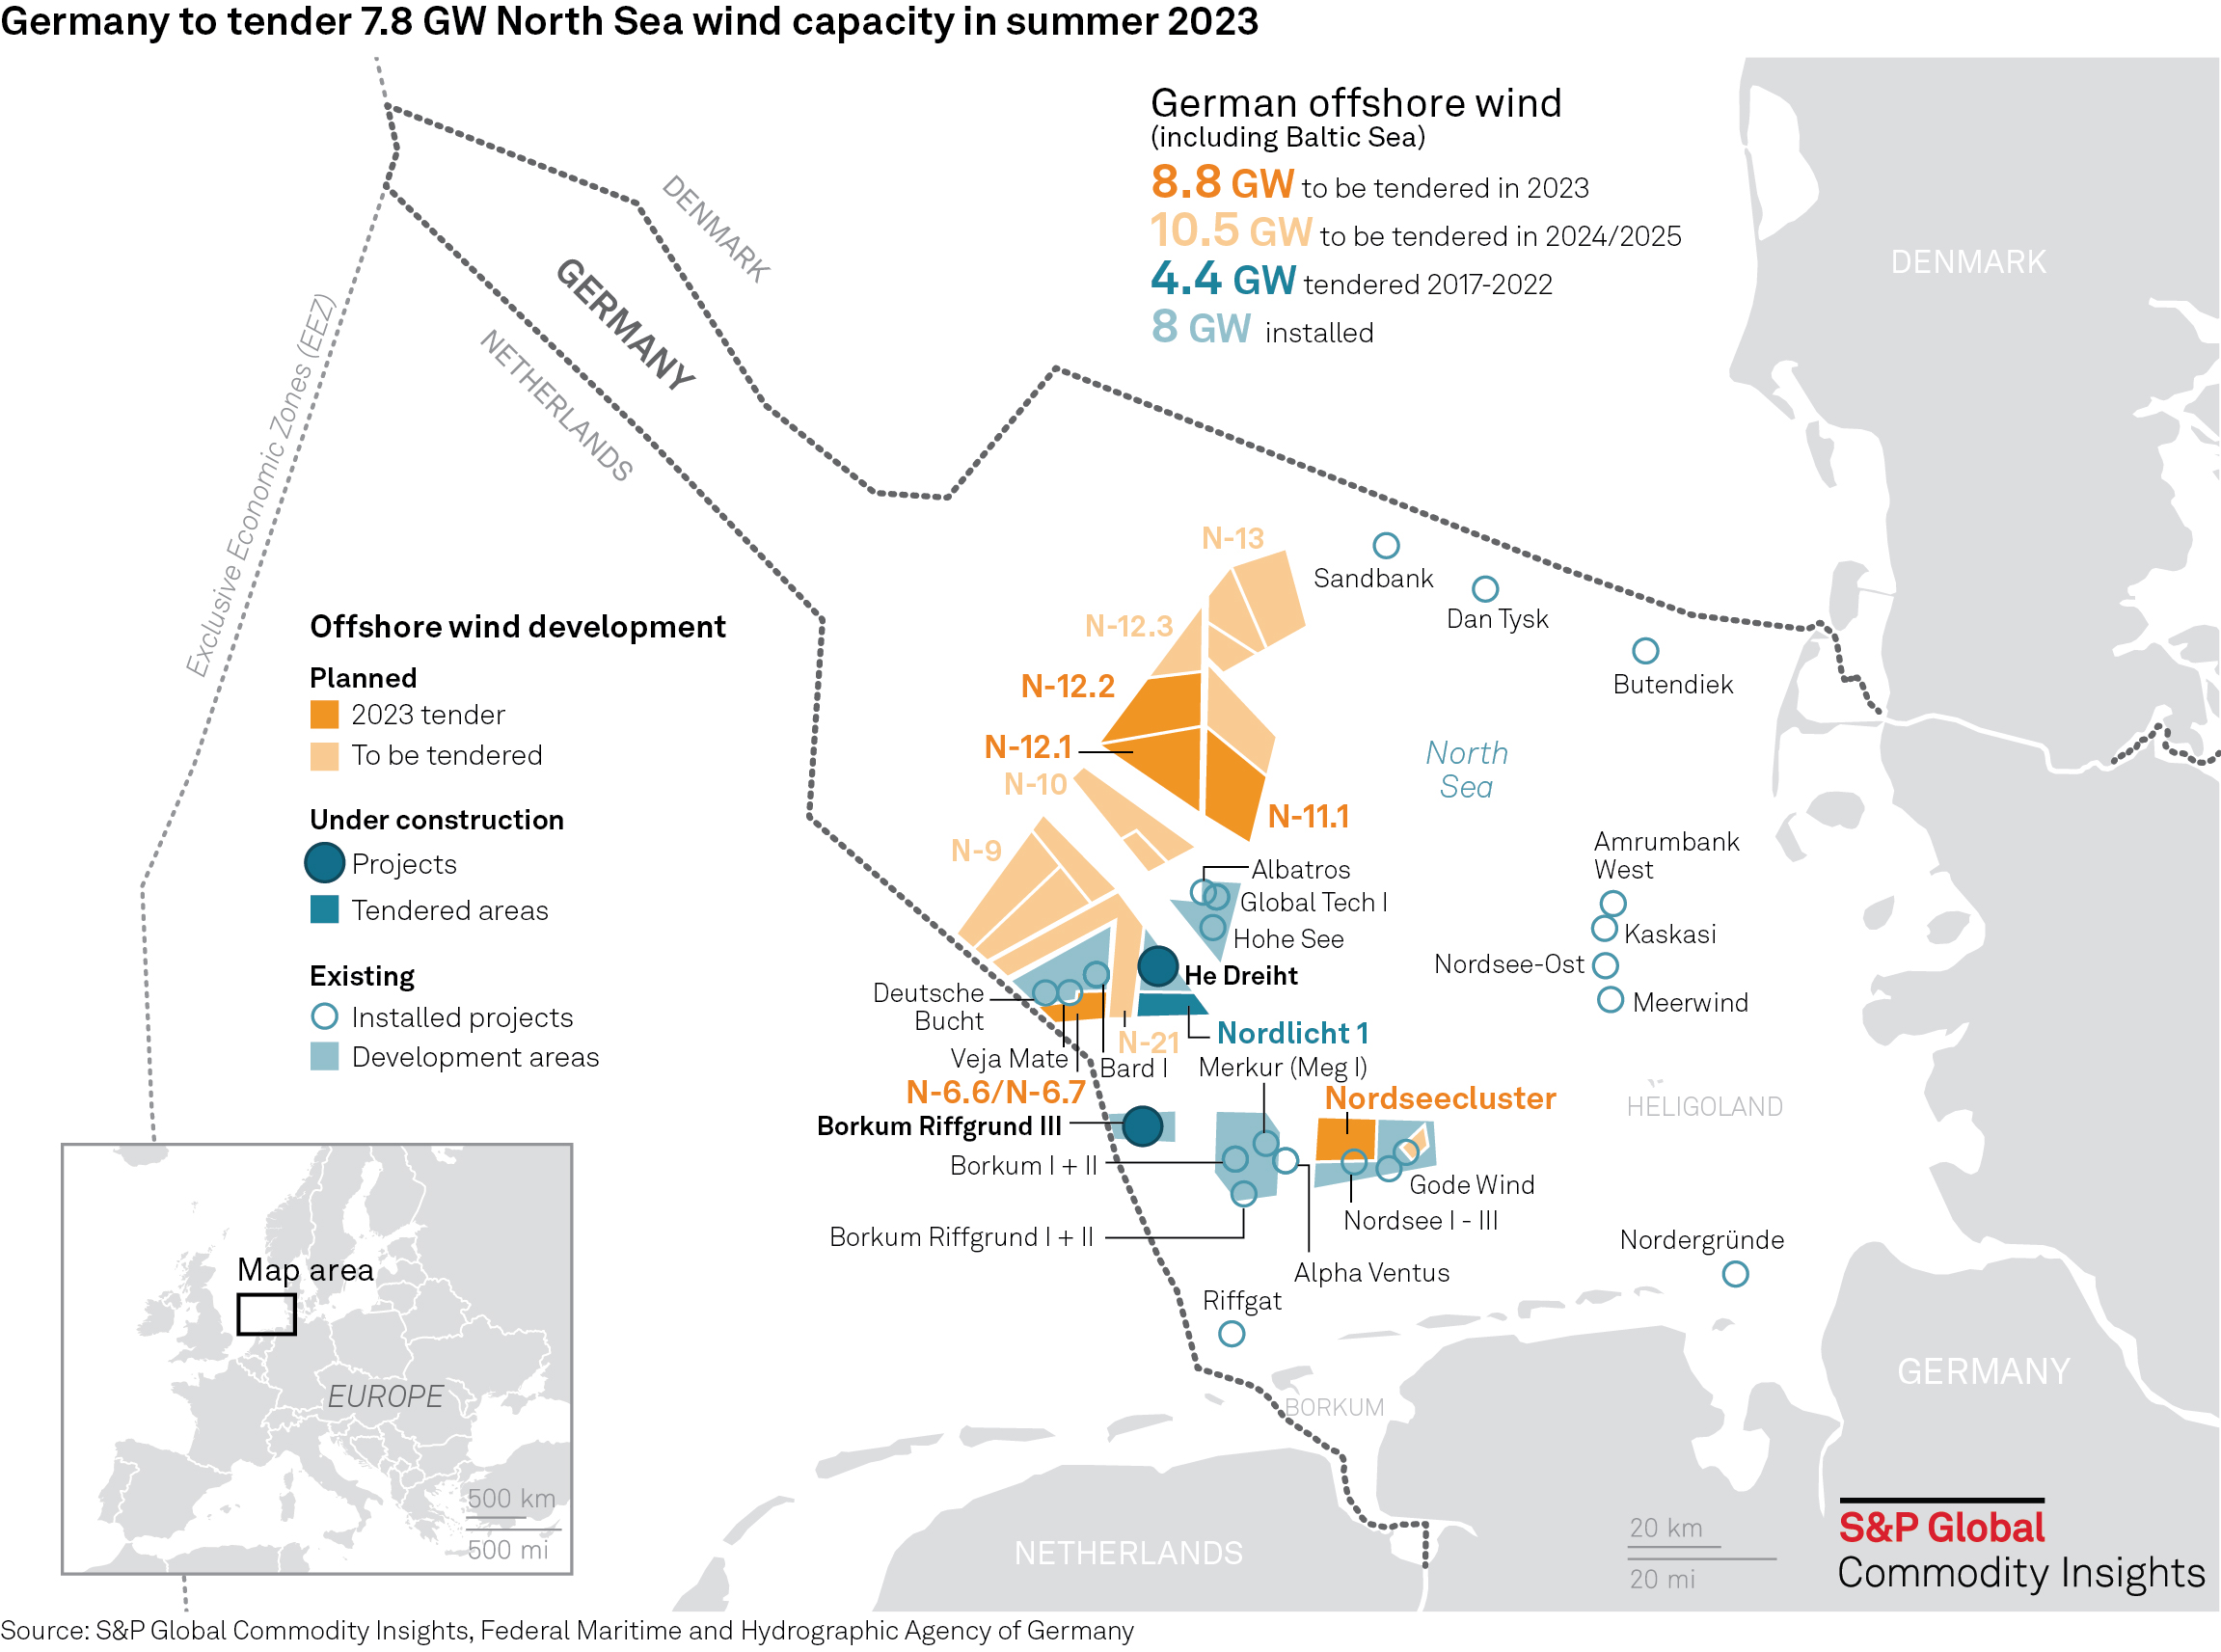 Germany to tender 7.8 GW North Sea wind capacity in summer 2023
German offshore wind
(including Baltic Sea)
8.8 GW to be tendered in 2023
10.5 GW to be tendered in 2024/2025
4.4 GW tendered 2017-2022
8 GW installed
DENMARK
GERMANY
NETHERLANDS
Exclusive Economic Zones (EEZ)
DENMARK
Offshore wind development
Planned
2023 tender
To be tendered
Under construction
Projects
Tendered areas
Existing
Installed projects
Development areas
N-13
Sandbank
Dan Tysk
Butendiek
N-12.3
N-12.2
N-12.1
N-10
N-11.1
N-9
North
Sea
Amrumbank
West
Kaskasi
Nordsee-Ost
Meerwind
Albatros
Global Tech I
Hohe See
He Dreiht
Deutsche
Bucht
Veja Mate
Bard I
N-21
Nordlicht 1
Merkur (Meg I)
N-6.6/N-6.7
Nordseecluster
HELIGOLAND
Borkum Riffgrund III
Borkum I + II
Gode Wind
Nordsee I - III
Borkum Riffgrund I + II
Alpha Ventus
Nordergründe
Riffgat
BORKUM
GERMANY
NETHERLANDS
Map area
EUROPE
500 km
500 mi
20 km
20 mi
S&P Global
Commodity Insights
Source: S&P Global Commodity Insights, Federal Maritime and Hydrographic Agency of Germany